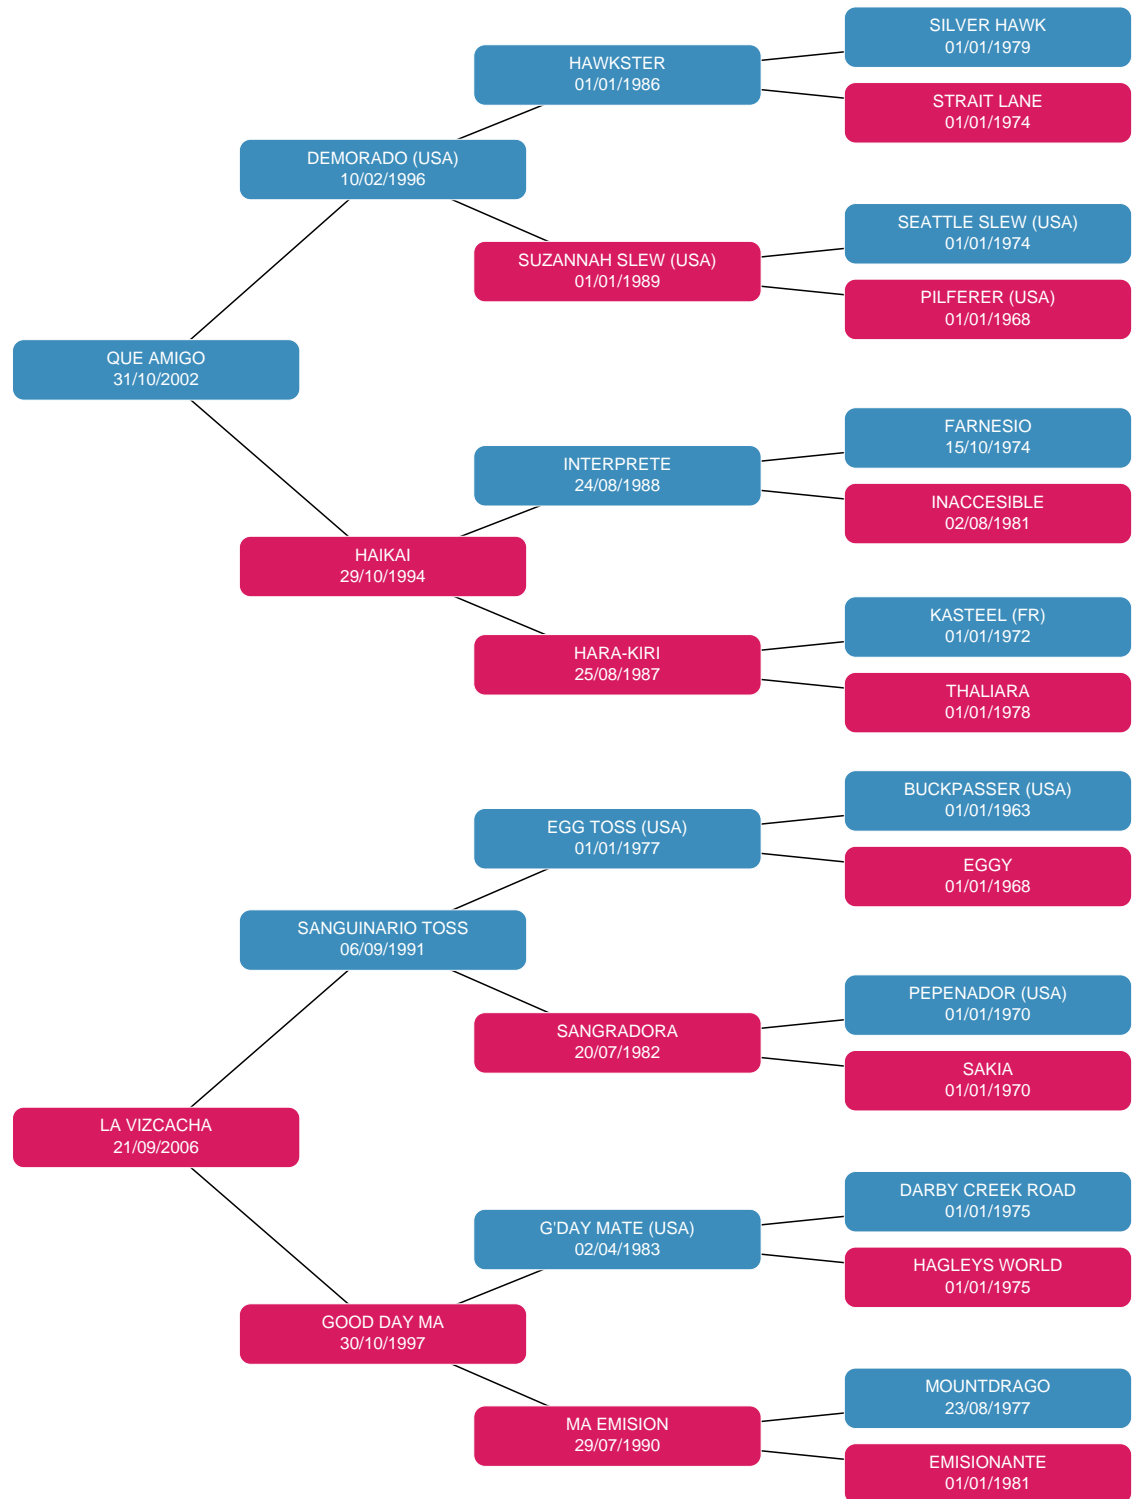 SILVER HAWK
01/01/1979
HAWKSTER
01/01/1986
STRAIT LANE
01/01/1974
DEMORADO (USA)
10/02/1996
SEATTLE SLEW (USA)
01/01/1974
SUZANNAH SLEW (USA)
01/01/1989
PILFERER (USA)
01/01/1968
QUE AMIGO
31/10/2002
FARNESIO
15/10/1974
INTERPRETE
24/08/1988
INACCESIBLE
02/08/1981
HAIKAI
29/10/1994
KASTEEL (FR)
01/01/1972
HARA-KIRI
25/08/1987
THALIARA
01/01/1978
BUCKPASSER (USA)
01/01/1963
EGG TOSS (USA)
01/01/1977
EGGY
01/01/1968
SANGUINARIO TOSS
06/09/1991
PEPENADOR (USA)
01/01/1970
SANGRADORA
20/07/1982
SAKIA
01/01/1970
LA VIZCACHA
21/09/2006
DARBY CREEK ROAD
01/01/1975
G'DAY MATE (USA)
02/04/1983
HAGLEYS WORLD
01/01/1975
GOOD DAY MA
30/10/1997
MOUNTDRAGO
23/08/1977
MA EMISION
29/07/1990
EMISIONANTE
01/01/1981